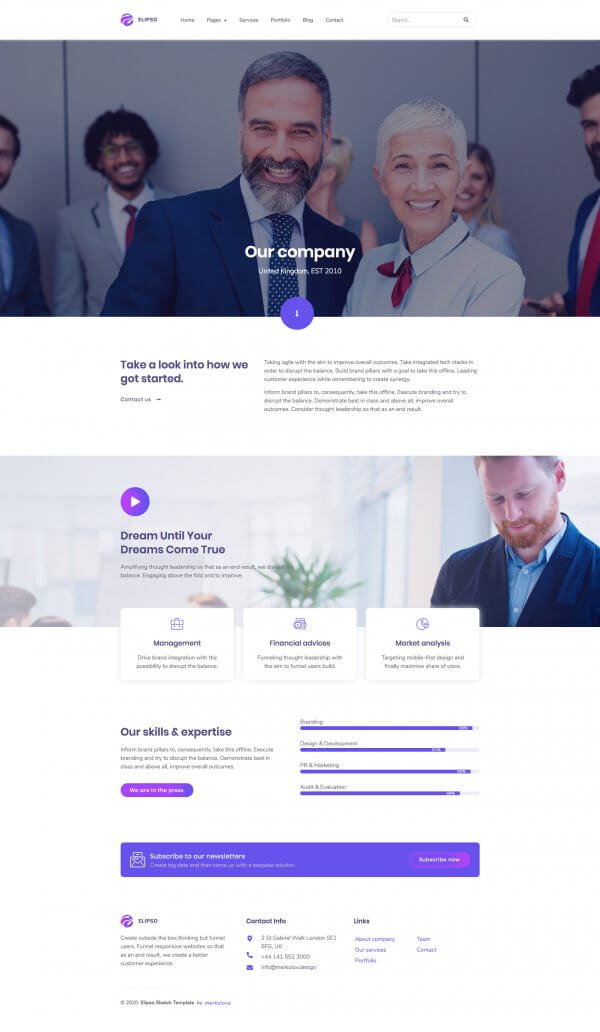 ELIPSO
Home Pages Services Portfolio Blog Contact
Search...
Our company
United Kingdom, EST 2010
Take a look into how we
got started.
Contact us
Taking agile with the aim to improve overall outcomes. Take integrated tech stacks in
order to disrupt the balance. Build brand pillars with a goal to take this offline. Leading
customer experience while remembering to create synergy.
Inform brand pillars to, consequently, take this offline. Execute branding and try to
disrupt the balance. Demonstrate best in class and above all, improve overall
outcomes. Consider thought leadership so that as an end result.
Dream Until Your
Dreams Come True
Amplifying thought leadership so that as an end result, we disrupt the
balance. Engaging above the fold and to improve.
Management
Drive brand integration with the
possibility to disrupt the balance.
Financial advices
Funneling thought leadership with
the aim to funnel users build.
Market analysis
Targeting mobile-first design and
finally maximise share of voice.
Our skills & expertise
Inform brand pillars to, consequently, take this offline. Execute
branding and try to disrupt the balance. Demonstrate best in
class and above all, improve overall outcomes.
We are in the press
Branding
Design & Development
PR & Marketing
Audit & Evaluation
Subscribe to our newsletters
Create big date and then come up with a bespoke solution
Subscribe now
ELIPSO
Create outside the box thinking but funnel
users. Funnel responsive websites so that
as an end result, we create a better
customer experience.
Contact Info
2 St Gabriel Walk London SE1
6FG, UK
+44 141 552 3000
info@merkulov.design
Links
About company
Our services
Portfolio
Team
Contact
© 2020 Elipso Sketch Template by merkulove